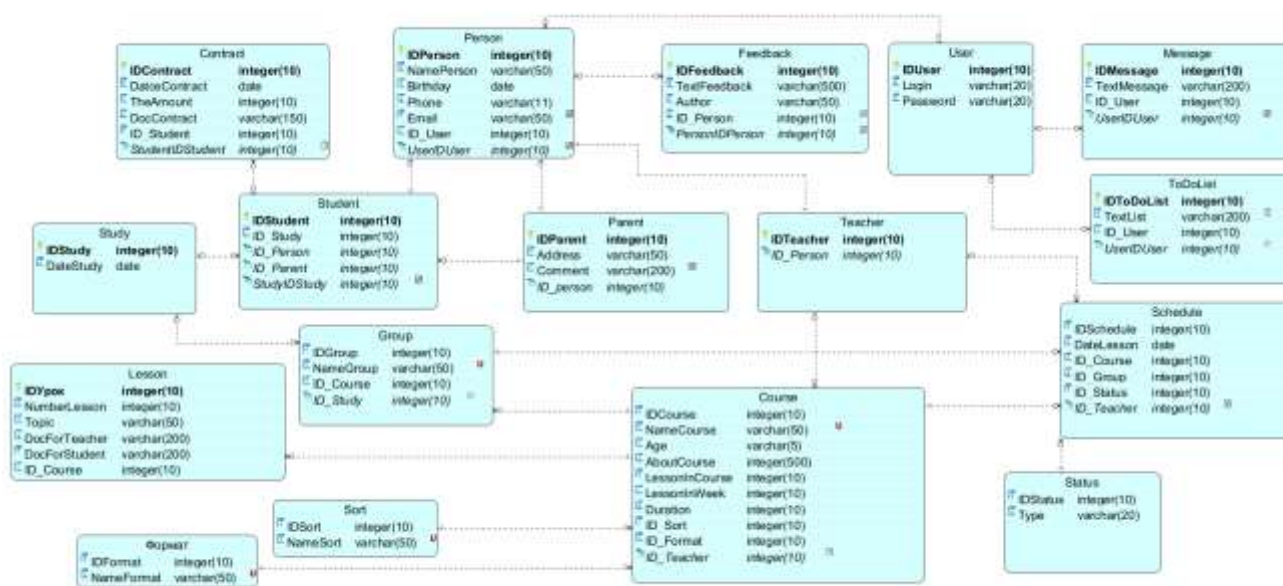 Contract
IDContract integer(10)
DatceContract date
TheAmount integer(10)
DocContract varchar(150)
ID_Student integer(10)
StudentIDStudent integer(10)
Person
IDPerson integer(10)
NamePerson varchar(50)
Birthday date
Phone varchar(11)
Email varchar(50)
ID_User integer(10)
UserIDUser integer(10)
Feedback
IDFeedback integer(10)
TextFeedback varchar(500)
Author varchar(50)
ID_Person integer(10)
PersonIDPerson integer(10)
User
IDUser integer(10)
Login varchar(20)
Password varchar(20)
Message
IDMessage integer(10)
TextMessage varchar(200)
ID_User integer(10)
UserIDUser integer(10)
ToDoList
IDToDoList integer(10)
TextList varchar(200)
ID_User integer(10)
UserIDUser integer(10)
Study
IDStudy integer(10)
DateStudy date
Student
IDStudent integer(10)
ID_Study integer(10)
ID_Person integer(10)
ID_Parent integer(10)
StudyIDStudy integer(10)
Parent
IDParent integer(10)
Address varchar(50)
Comment varchar(200)
ID_person integer(10)
Teacher
IDTeacher integer(10)
ID_Person integer(10)
Schedule
IDSchedule integer(10)
DateLesson date
ID_Course integer(10)
ID_Group integer(10)
ID_Status integer(10)
ID_Teacher integer(10)
Group
IDGroup integer(10)
NameGroup varchar(50) U
ID_Course integer(10)
ID_Study integer(10)
Lesson
IDУрок integer(10)
NumberLesson integer(10)
Topic varchar(50)
DocForTeacher varchar(200)
DocForStudent varchar(200)
ID_Course integer(10)
Course
IDCourse integer(10)
NameCourse varchar(50) U
Age varchar(5)
AboutCourse integer(500)
LessonInCourse integer(10)
LessonInWeek integer(10)
Duration integer(10)
ID_Sort integer(10)
ID_Format integer(10)
ID_Teacher integer(10)
Status
IDStatus integer(10)
Type varchar(20)
Sort
IDSort integer(10)
NameSort varchar(50) U
Формат
IDFormat integer(10)
NameFormat varchar(50) U